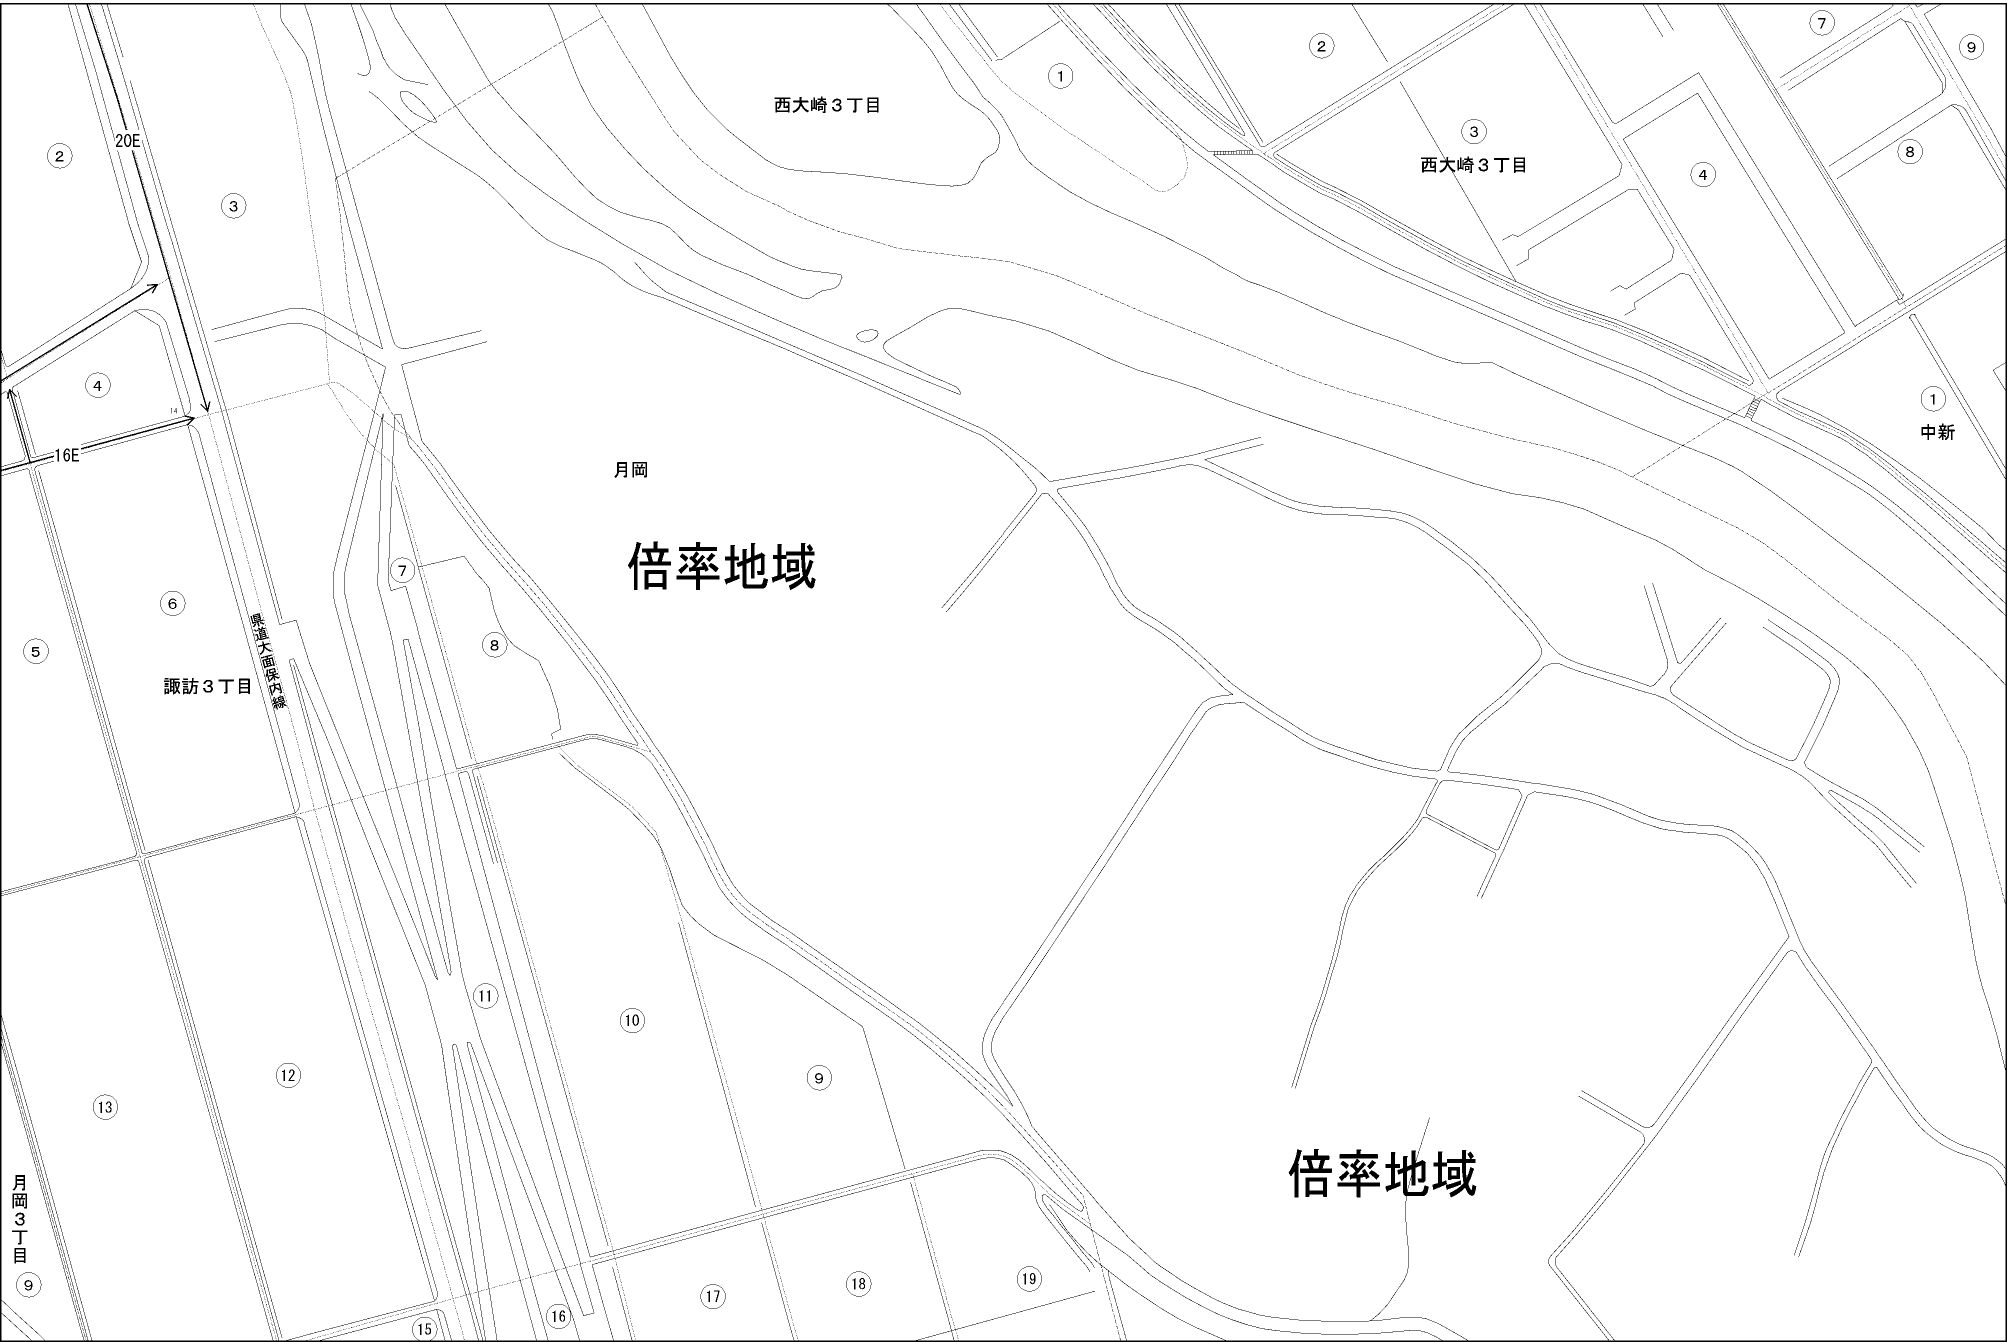 ⑦
②
⑨
①
西大崎３丁目
③
20E
⑧
②
西大崎３丁目
④
③
④
①
14
中新
16E
月岡
倍率地域
⑦
⑥
⑧
⑤
県道大面保内線
諏訪３丁目
⑪
⑩
⑫
⑨
⑬
倍率地域
月岡３丁目
⑨
⑲
⑱
⑰
⑯
⑮